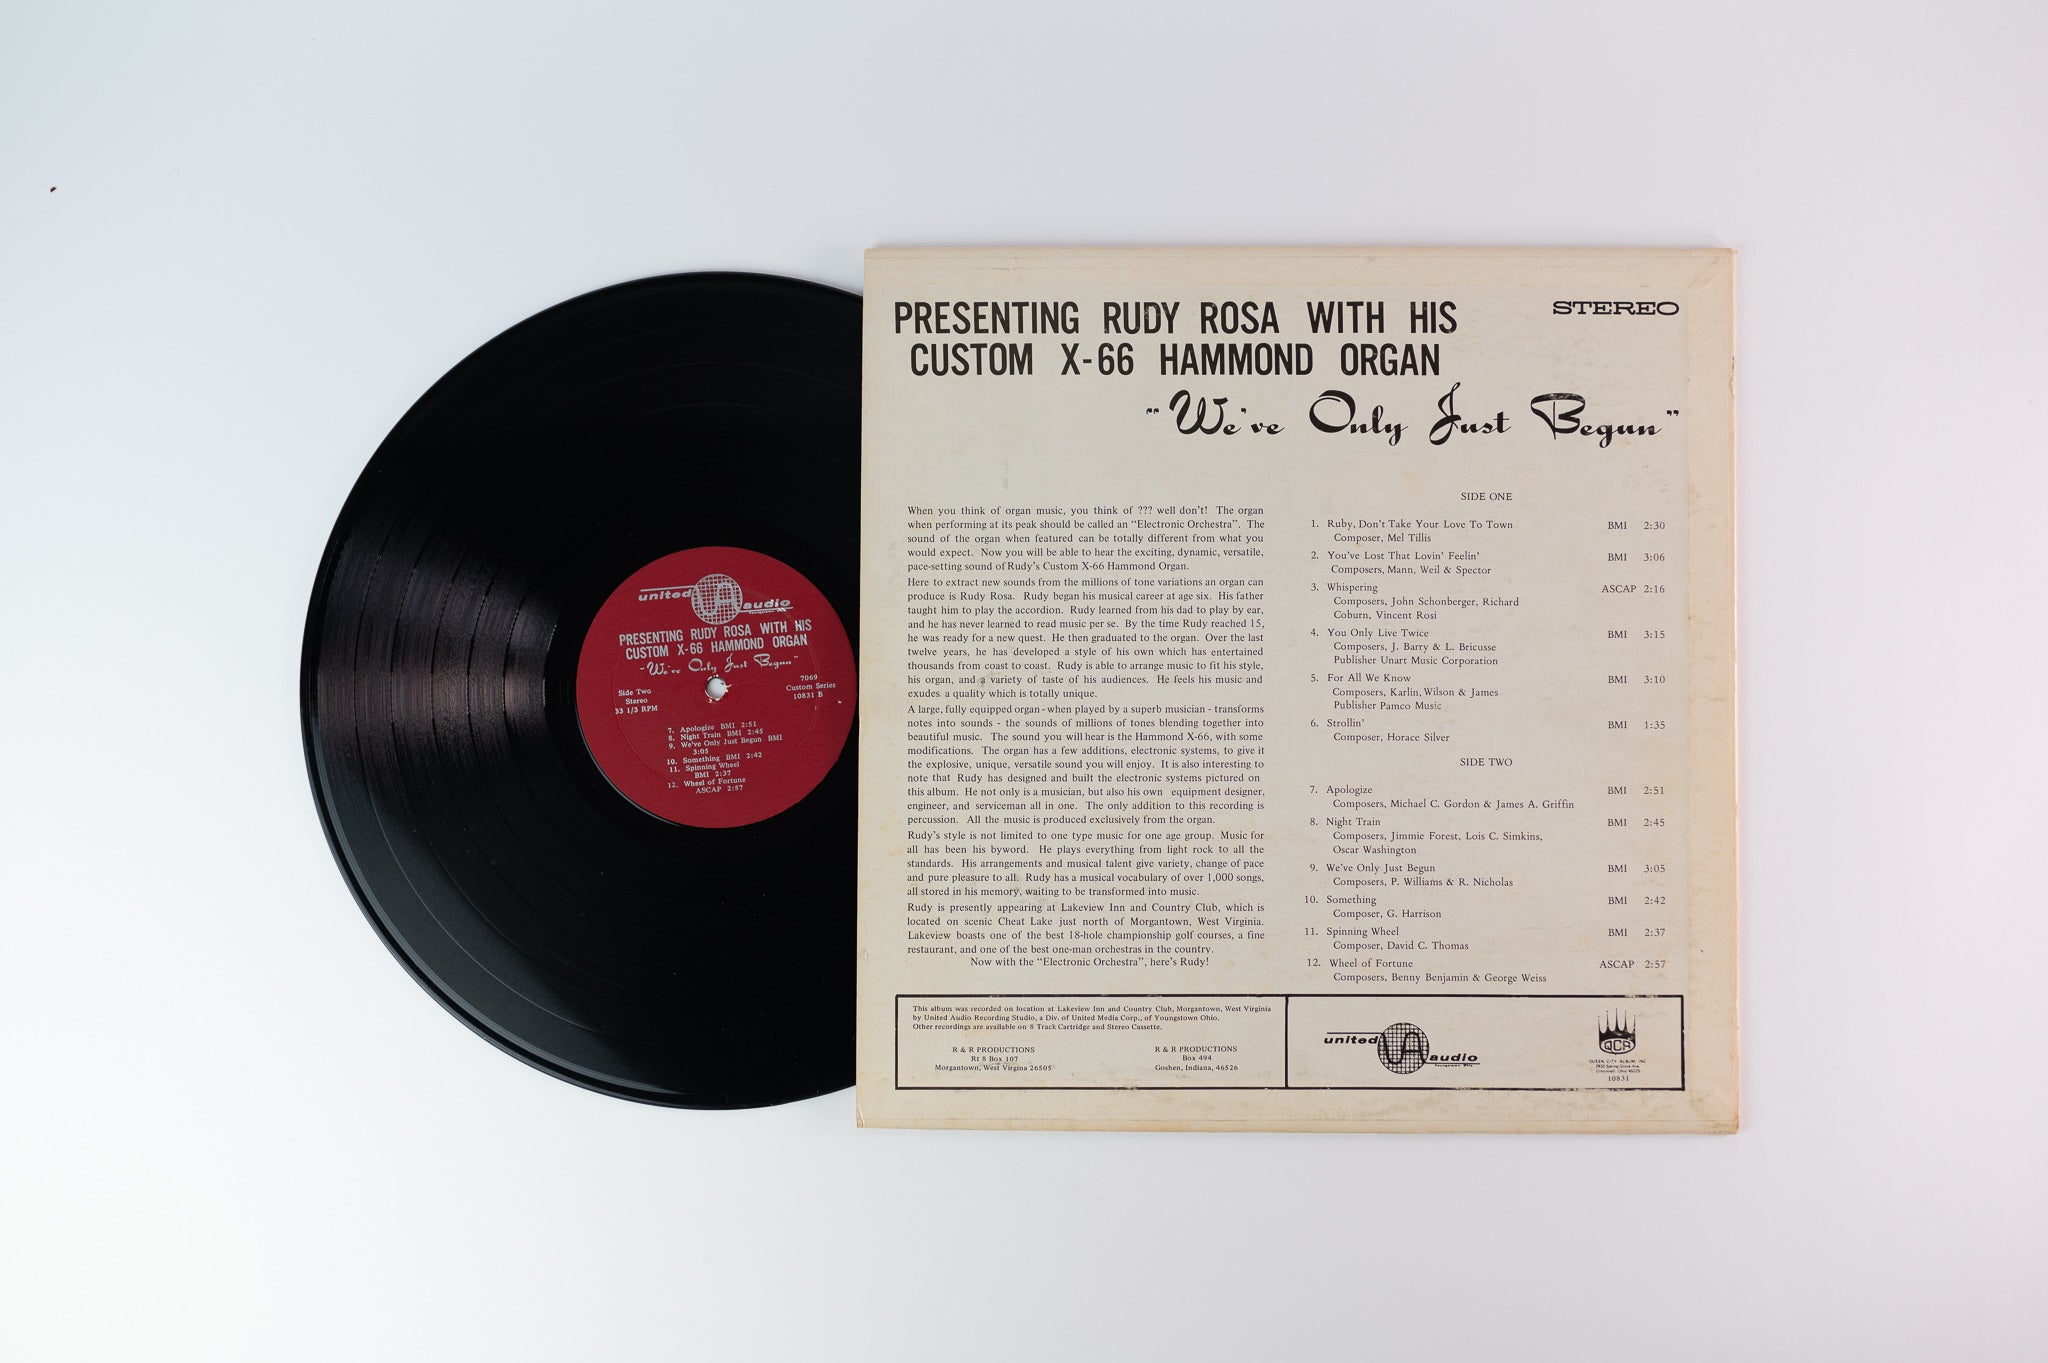 united UA audio
Youngstown Ohio
PRESENTING RUDY ROSA WITH HIS
CUSTOM X-66 HAMMOND ORGAN
"We've Only Just Begun"
Side Two
Stereo
33 1/3 RPM
7069
Custom Series
10831 B
7. Apologize BMI 2:51
8. Night Train BMI 2:45
9. We've Only Just Begun BMI
3:05
10. Something BMI 2:42
11. Spinning Wheel
BMI 2:37
12. Wheel of Fortune
ASCAP 2:57
PRESENTING RUDY ROSA WITH HIS
CUSTOM X-66 HAMMOND ORGAN
STEREO
"We've Only Just Begun"
When you think of organ music, you think of ??? well don't! The organ
when performing at its peak should be called an "Electronic Orchestra". The
sound of the organ when featured can be totally different from what you
would expect. Now you will be able to hear the exciting, dynamic, versatile,
pace-setting sound of Rudy's Custom X-66 Hammond Organ.
Here to extract new sounds from the millions of tone variations an organ can
produce is Rudy Rosa. Rudy began his musical career at age six. His father
taught him to play the accordion. Rudy learned from his dad to play by ear,
and he has never learned to read music per se. By the time Rudy reached 15,
he was ready for a new quest. He then graduated to the organ. Over the last
twelve years, he has developed a style of his own which has entertained
thousands from coast to coast. Rudy is able to arrange music to fit his style,
his organ, and a variety of taste of his audiences. He feels his music and
exudes a quality which is totally unique.
A large, fully equipped organ - when played by a superb musician - transforms
notes into sounds - the sounds of millions of tones blending together into
beautiful music. The sound you will hear is the Hammond X-66, with some
modifications. The organ has a few additions, electronic systems, to give it
the explosive, unique, versatile sound you will enjoy. It is also interesting to
note that Rudy has designed and built the electronic systems pictured on
this album. He not only is a musician, but also his own equipment designer,
engineer, and serviceman all in one. The only addition to this recording is
percussion. All the music is produced exclusively from the organ.
Rudy's style is not limited to one type music for one age group. Music for
all has been his byword. He plays everything from light rock to all the
standards. His arrangements and musical talent give variety, change of pace
and pure pleasure to all. Rudy has a musical vocabulary of over 1,000 songs,
all stored in his memory, waiting to be transformed into music.
Rudy is presently appearing at Lakeview Inn and Country Club, which is
located on scenic Cheat Lake just north of Morgantown, West Virginia.
Lakeview boasts one of the best 18-hole championship golf courses, a fine
restaurant, and one of the best one-man orchestras in the country.
Now with the "Electronic Orchestra", here's Rudy!
SIDE ONE
1. Ruby, Don't Take Your Love To Town BMI 2:30
Composer, Mel Tillis
2. You've Lost That Lovin' Feelin' BMI 3:06
Composers, Mann, Weil & Spector
3. Whispering ASCAP 2:16
Composers, John Schonberger, Richard
Coburn, Vincent Rosi
4. You Only Live Twice BMI 3:15
Composers, J. Barry & L. Bricusse
Publisher Unart Music Corporation
5. For All We Know BMI 3:10
Composers, Karlin, Wilson & James
Publisher Pamco Music
6. Strollin' BMI 1:35
Composer, Horace Silver
SIDE TWO
7. Apologize BMI 2:51
Composers, Michael C. Gordon & James A. Griffin
8. Night Train BMI 2:45
Composers, Jimmie Forest, Lois C. Simkins,
Oscar Washington
9. We've Only Just Begun BMI 3:05
Composers, P. Williams & R. Nicholas
10. Something BMI 2:42
Composer, G. Harrison
11. Spinning Wheel BMI 2:37
Composer, David C. Thomas
12. Wheel of Fortune ASCAP 2:57
Composers, Benny Benjamin & George Weiss
This album was recorded on location at Lakeview Inn and Country Club, Morgantown, West Virginia
by United Audio Recording Studio, a Div. of United Media Corp., of Youngstown Ohio.
Other recordings are available on 8 Track Cartridge and Stereo Cassette.
R & R PRODUCTIONS
Rt 8 Box 107
Morgantown, West Virgina 26505
R & R PRODUCTIONS
Box 494
Goshen, Indiana, 46526
united UA audio
Youngstown Ohio
QCA
QUEEN CITY ALBUM, INC
2832 Spring Grove Ave
Cincinnati, Ohio 45225
10831